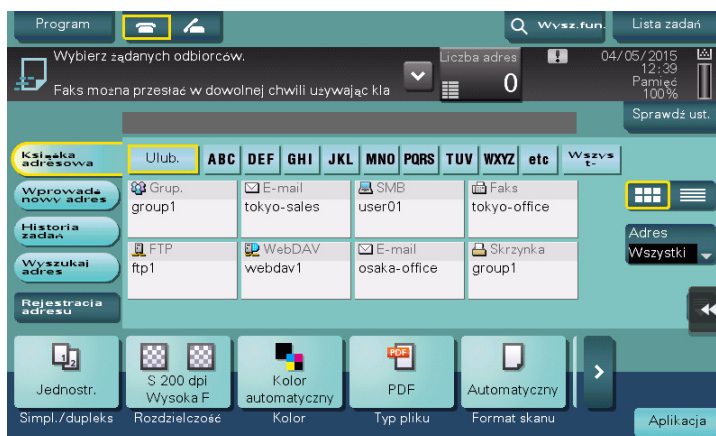 Program
Wysz.fun.
Lista zadań
Wybierz żądanych odbiorców.
Faks można przesłać w dowolnej chwili używając kla
Liczba adres
0
04/05/2015
12:39
Pamięć
100%
Sprawdź ust.
Książka
adresowa
Ulub.
ABC
DEF
GHI
JKL
MNO
PQRS
TUV
WXYZ
etc
Wszys
t-
Wprowadź
nowy adres
Historia
zadań
Wyszukaj
adres
Rejestracja
adresu
Grup.
group1
E-mail
tokyo-sales
SMB
user01
Faks
tokyo-office
FTP
ftp1
WebDAV
webdav1
E-mail
osaka-office
Skrzynka
group1
Adres
Wszystki
1
2
Jednostr.
Simpl./dupleks
S 200 dpi
Wysoka F
Rozdzielczość
Kolor
automatyczny
Kolor
PDF
PDF
Typ pliku
Automatyczny
Format skanu
Aplikacja